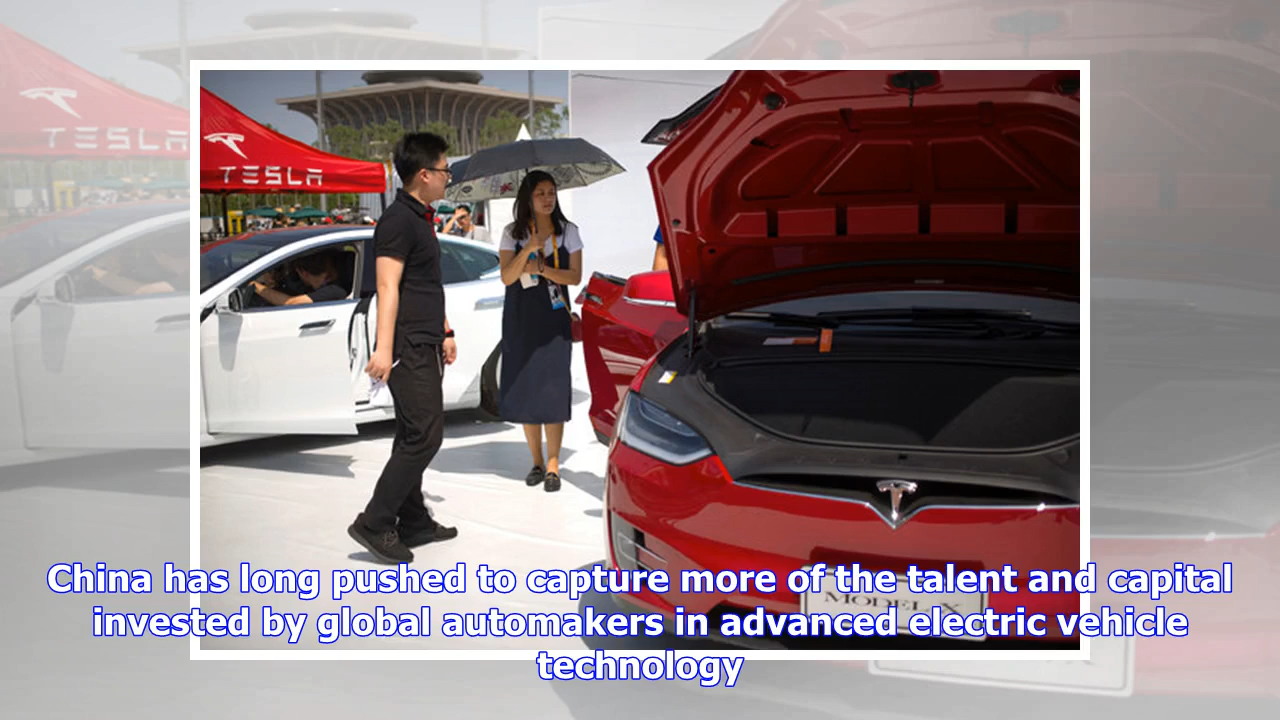 TESLA
TESLA
MODEL X
China has long pushed to capture more of the talent and capital
invested by global automakers in advanced electric vehicle
technology